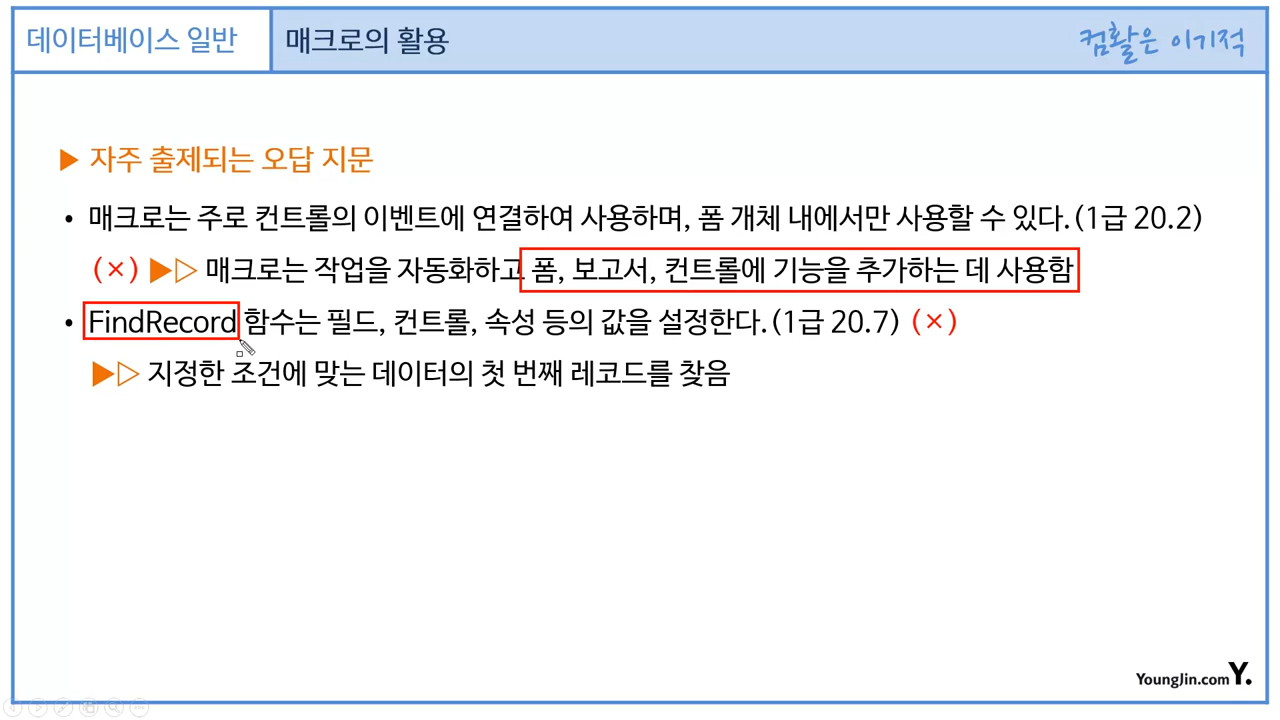 데이터베이스 일반
매크로의 활용
컴활은 이기적
▶ 자주 출제되는 오답 지문
• 매크로는 주로 컨트롤의 이벤트에 연결하여 사용하며, 폼 개체 내에서만 사용할 수 있다. (1급 20.2)
(×) ▶▷ 매크로는 작업을 자동화하고 폼, 보고서, 컨트롤에 기능을 추가하는 데 사용함
• FindRecord 함수는 필드, 컨트롤, 속성 등의 값을 설정한다. (1급 20.7) (×)
▶▷ 지정한 조건에 맞는 데이터의 첫 번째 레코드를 찾음
YoungJin.com Y.